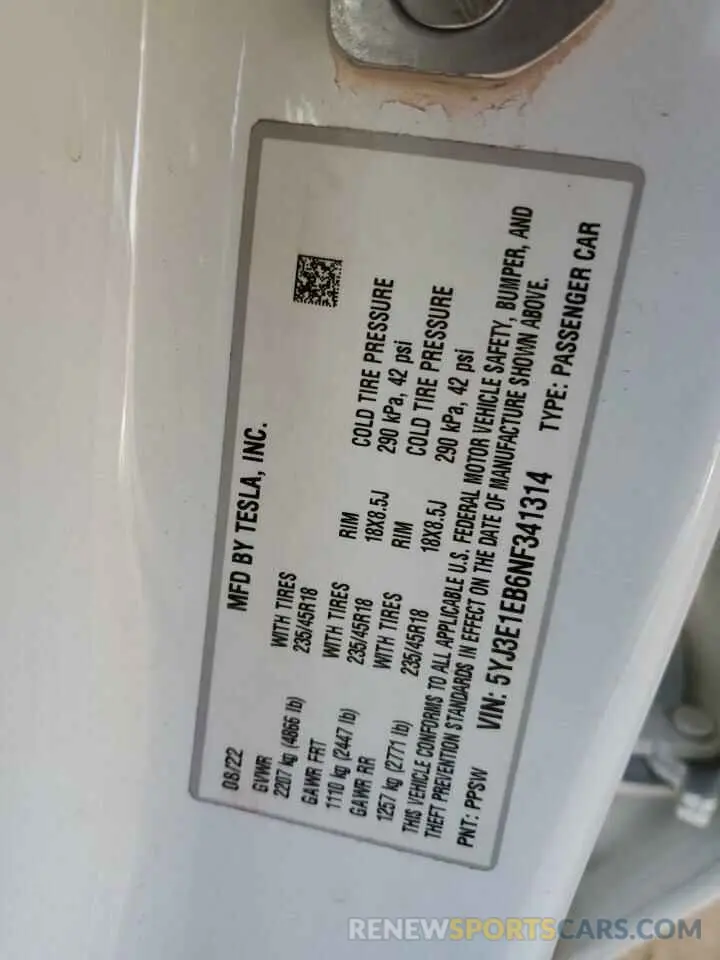 08/22 MFD BY TESLA, INC.
GVWR WITH TIRES
2207 kg (4866 lb) 235/45R18 RIM COLD TIRE PRESSURE
GAWR FRT WITH TIRES 18X8.5J 290 kPa, 42 psi
1110 kg (2447 lb) 235/45R18 RIM COLD TIRE PRESSURE
GAWR RR WITH TIRES 18X8.5J 290 kPa, 42 psi
1257 kg (2771 lb) 235/45R18
THIS VEHICLE CONFORMS TO ALL APPLICABLE U.S. FEDERAL MOTOR VEHICLE SAFETY, BUMPER, AND
THEFT PREVENTION STANDARDS IN EFFECT ON THE DATE OF MANUFACTURE SHOWN ABOVE.
PNT: PPSW VIN: 5YJ3E1EB6NF341314 TYPE: PASSENGER CAR
RENEWSPORTSCARS.COM